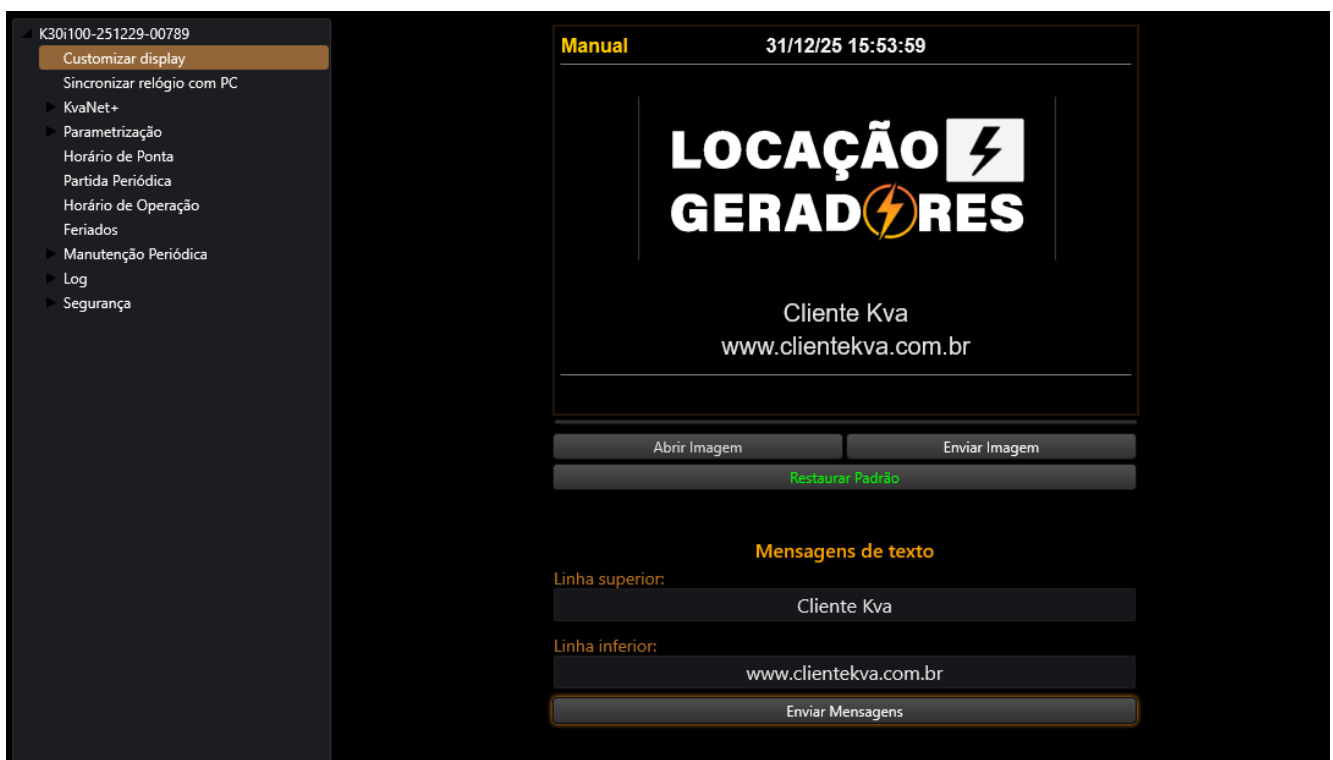 K30i100-251229-00789
Customizar display
Sincronizar relógio com PC
KvaNet+
Parametrização
Horário de Ponta
Partida Periódica
Horário de Operação
Feriados
Manutenção Periódica
Log
Segurança
Manual 31/12/25 15:53:59
LOCAÇÃO
GERADORES
Cliente Kva
www.clientekva.com.br
Abrir Imagem Enviar Imagem
Restaurar Padrão
Mensagens de texto
Linha superior:
Cliente Kva
Linha inferior:
www.clientekva.com.br
Enviar Mensagens